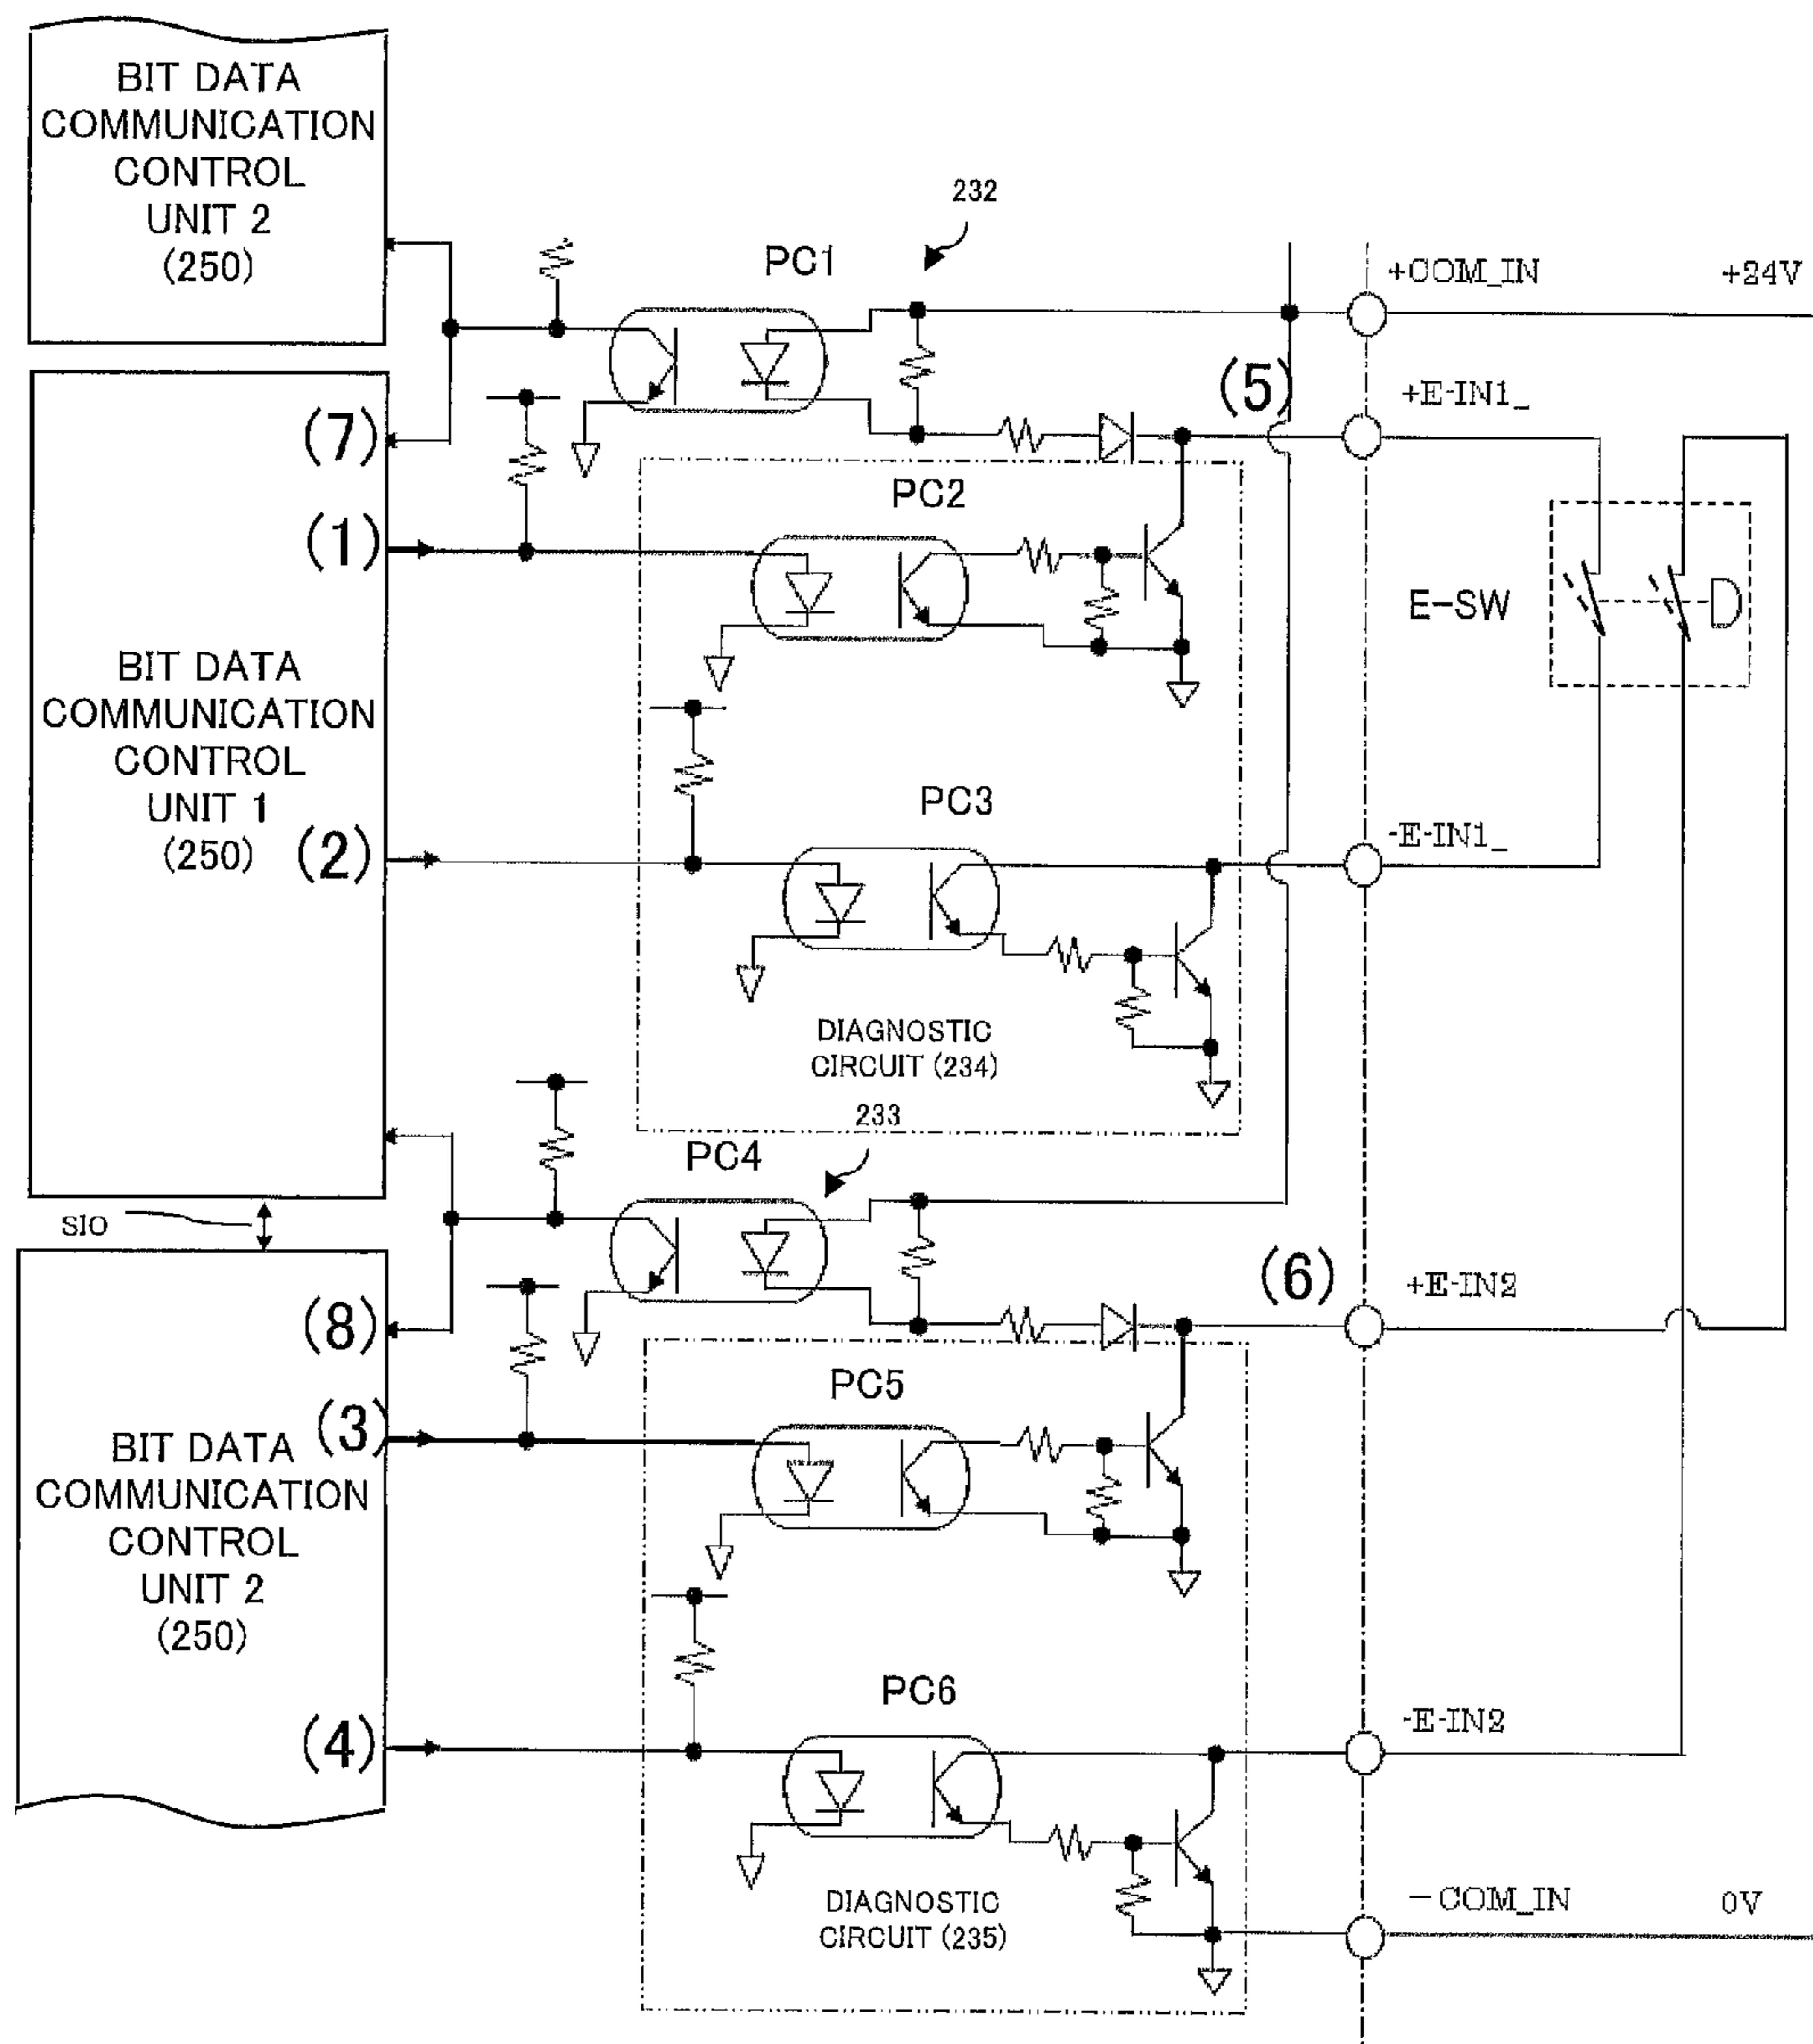 BIT DATA
COMMUNICATION
CONTROL
UNIT 2
(250)
232
PC1
+COM_IN
+24V
(5)
+E-IN1_
(7)
PC2
(1)
E-SW
BIT DATA
COMMUNICATION
CONTROL
UNIT 1
(250)
(2)
PC3
-E-IN1_
DIAGNOSTIC
CIRCUIT (234)
233
PC4
SIO
(6)
+E-IN2
(8)
PC5
(3)
BIT DATA
COMMUNICATION
CONTROL
UNIT 2
(250)
PC6
(4)
-E-IN2
DIAGNOSTIC
CIRCUIT (235)
-COM_IN
0V